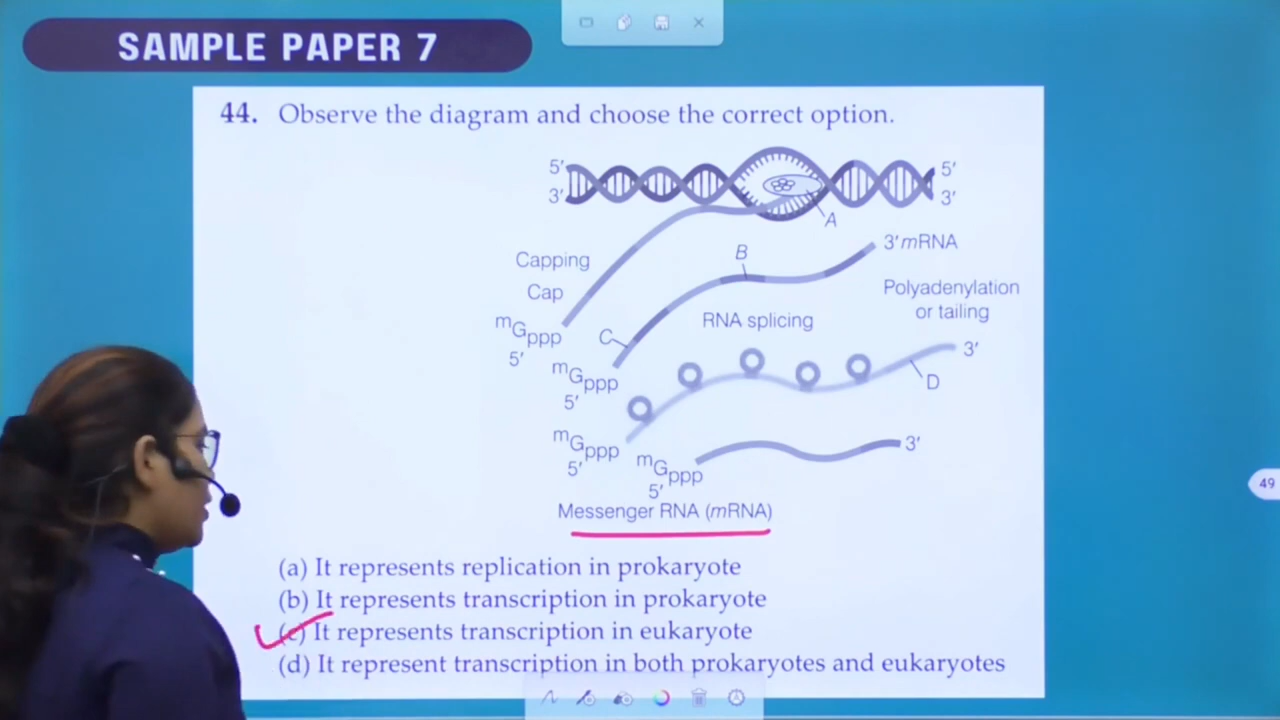 SAMPLE PAPER 7
44. Observe the diagram and choose the correct option.
5′
3′
5′
3′
A
Capping
Cap
mGppp
5′
B
3′ mRNA
C
mGppp
5′
RNA splicing
Polyadenylation
or tailing
3′
D
mGppp
5′
mGppp
5′
3′
Messenger RNA (mRNA)
(a) It represents replication in prokaryote
(b) It represents transcription in prokaryote
(c) It represents transcription in eukaryote
(d) It represent transcription in both prokaryotes and eukaryotes
49